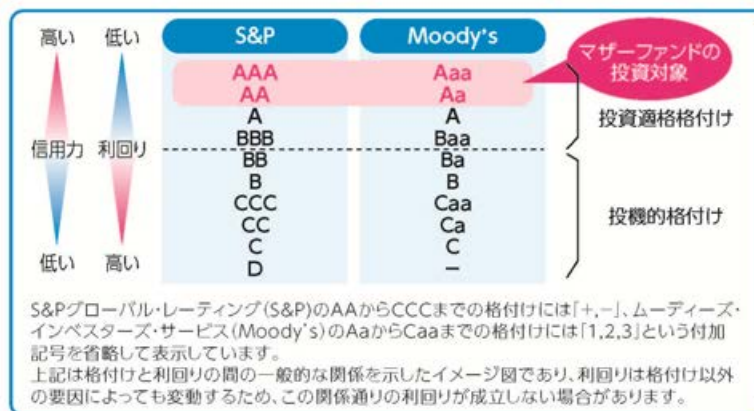 高い 低い S&P Moody's
マザーファンドの
投資対象
AAA Aaa
AA Aa
A A
BBB Baa
投資適格格付け
信用力 利回り
BB Ba
B B
CCC Caa
CC Ca
C C
D −
投機的格付け
低い 高い
S&Pグローバル・レーティング(S&P)のAAからCCCまでの格付けには「+,−」、ムーディーズ・
インベスターズ・サービス(Moody's)のAaからCaaまでの格付けには「1,2,3」という付加
記号を省略して表示しています。
上記は格付けと利回りの間の一般的な関係を示したイメージ図であり、利回りは格付け以外
の要因によっても変動するため、この関係通りの利回りが成立しない場合があります。